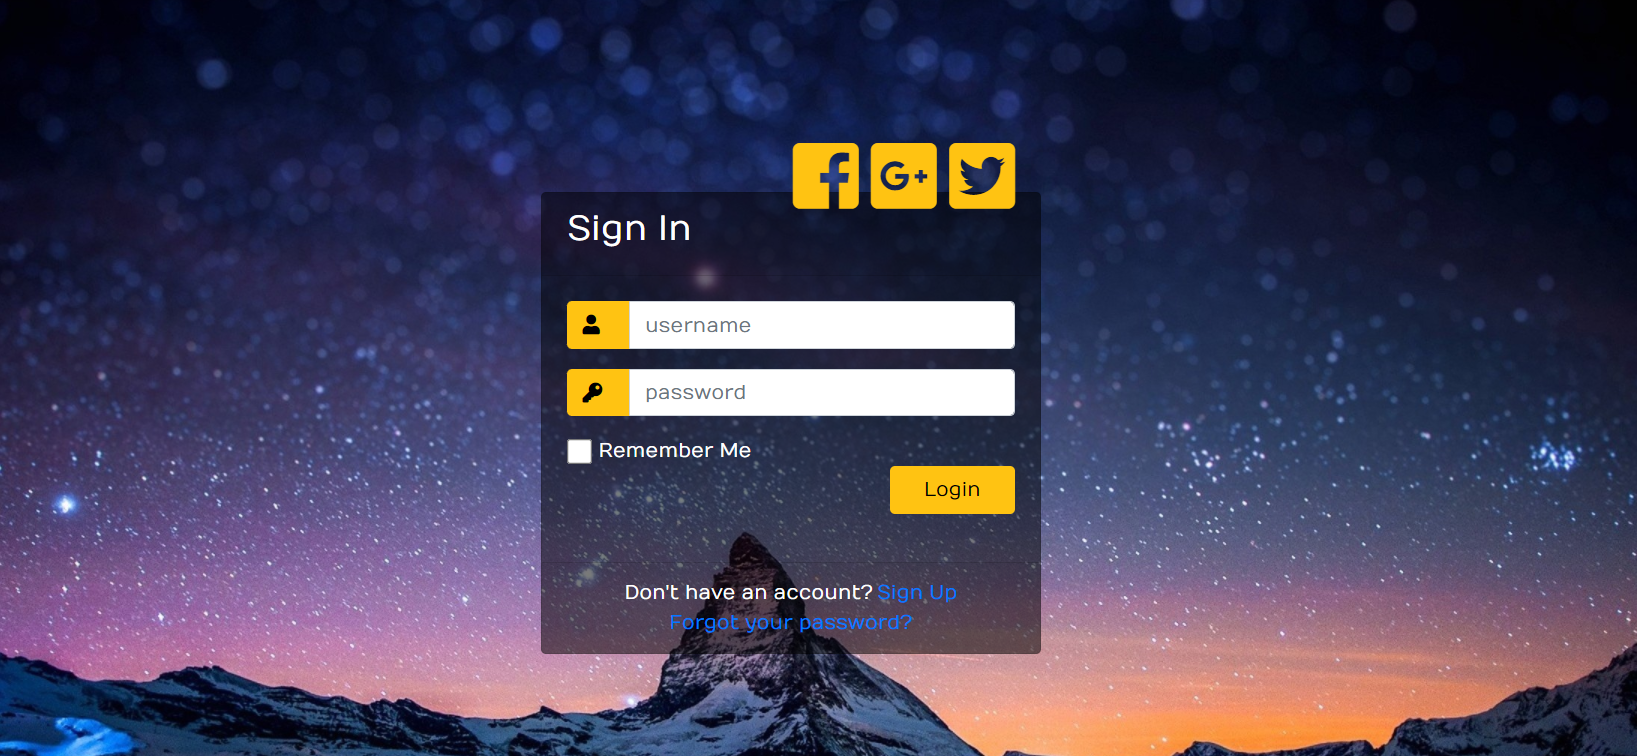 G+
Sign In
username
password
Remember Me
Login
Don't have an account? Sign Up
Forgot your password?